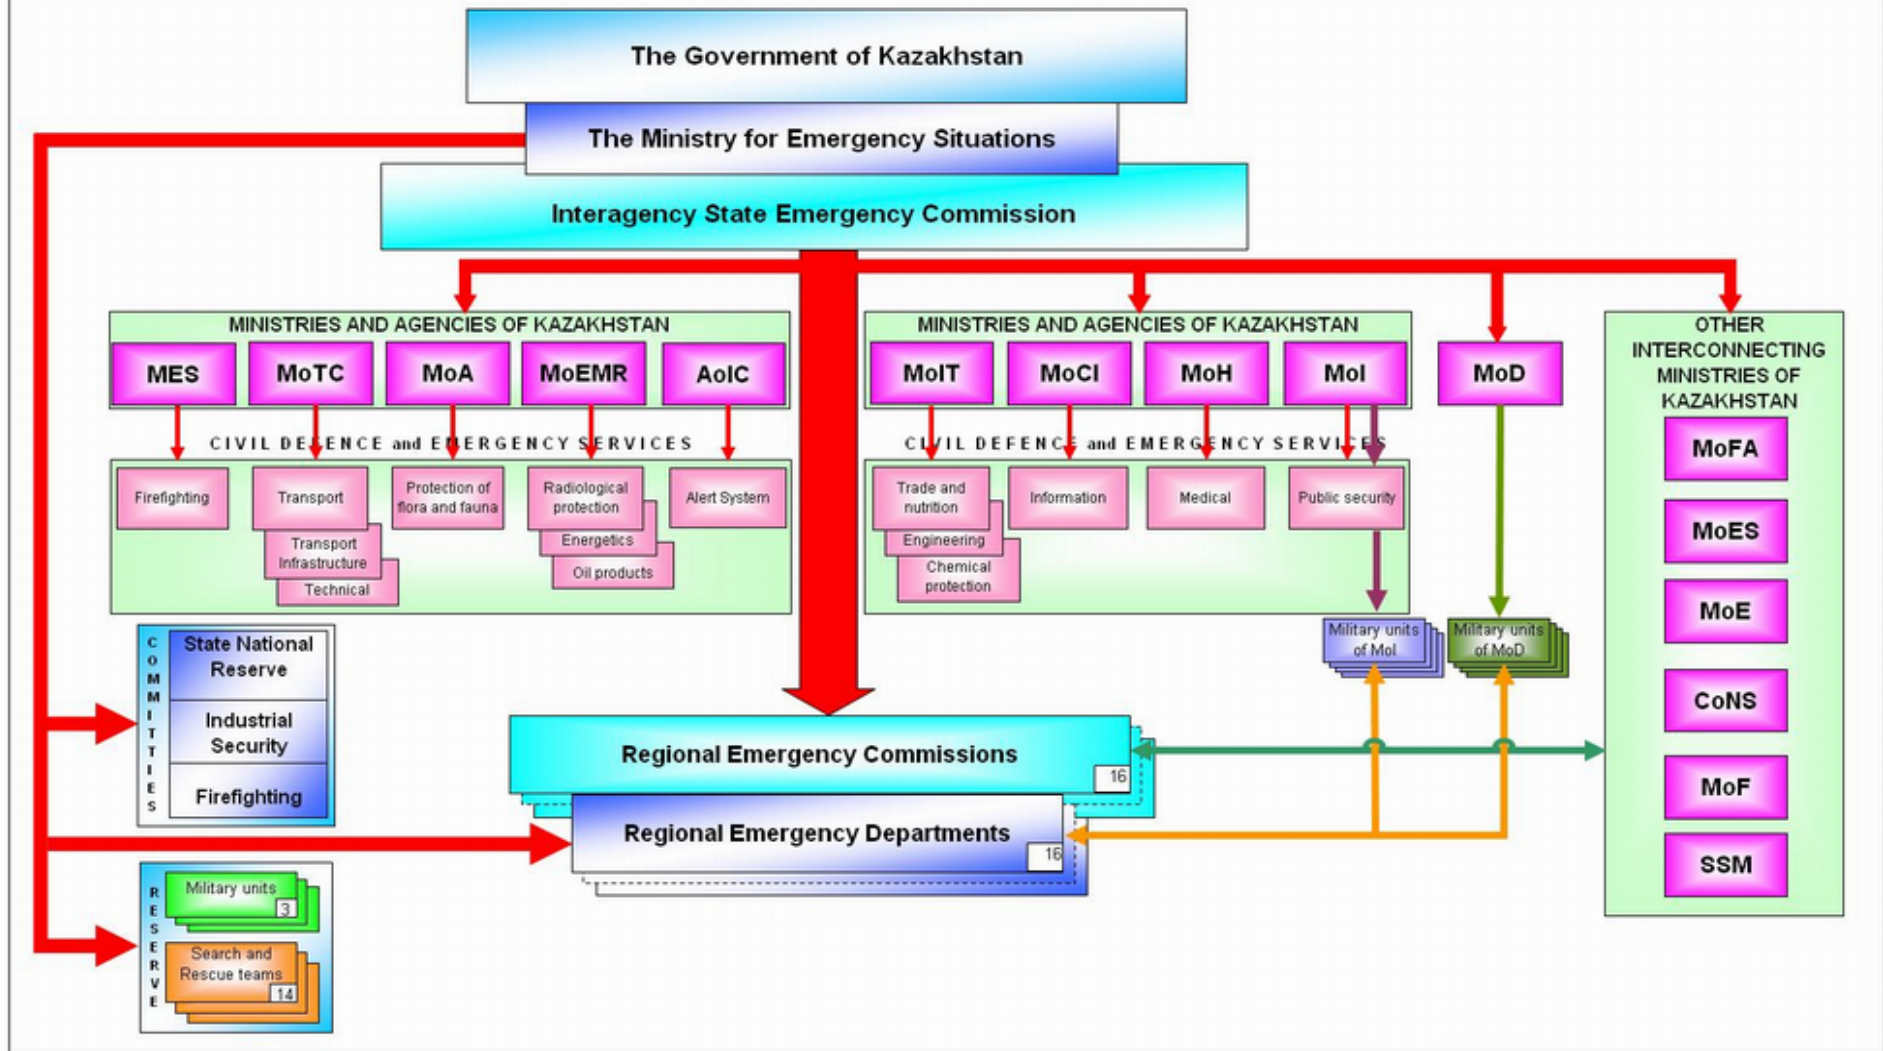 The Government of Kazakhstan
The Ministry for Emergency Situations
Interagency State Emergency Commission
MINISTRIES AND AGENCIES OF KAZAKHSTAN
MES
MoTC
MoA
MoEMR
AoIC
CIVIL DEFENCE and EMERGENCY SERVICES
Firefighting
Transport
Transport
Infrastructure
Technical
Protection of
flora and fauna
Radiological
protection
Energetics
Oil products
Alert System
MINISTRIES AND AGENCIES OF KAZAKHSTAN
MoIT
MoCI
MoH
MoI
CIVIL DEFENCE and EMERGENCY SERVICES
Trade and
nutrition
Engineering
Chemical
protection
Information
Medical
Public security
MoD
Military units
of MoI
Military units
of MoD
OTHER
INTERCONNECTING
MINISTRIES OF
KAZAKHSTAN
MoFA
MoES
MoE
CoNS
MoF
SSM
COMMITTIES
State National
Reserve
Industrial
Security
Firefighting
Regional Emergency Commissions
16
Regional Emergency Departments
16
RESERVE
Military units
3
Search and
Rescue teams
14